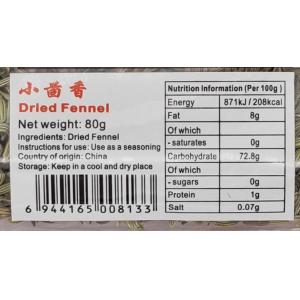 小茴香
Dried Fennel
Net weight: 80g
Ingredients: Dried Fennel
Instructions for use: Use as a seasoning
Country of origin: China
Storage: Keep in a cool and dry place
6 944165 008133
Nutrition Information (Per 100g )
Energy 871kJ / 208kcal
Fat 8g
Of which
- saturates 0g
Carbohydrate 72.8g
Of which
- sugars 0g
Protein 1g
Salt 0.07g